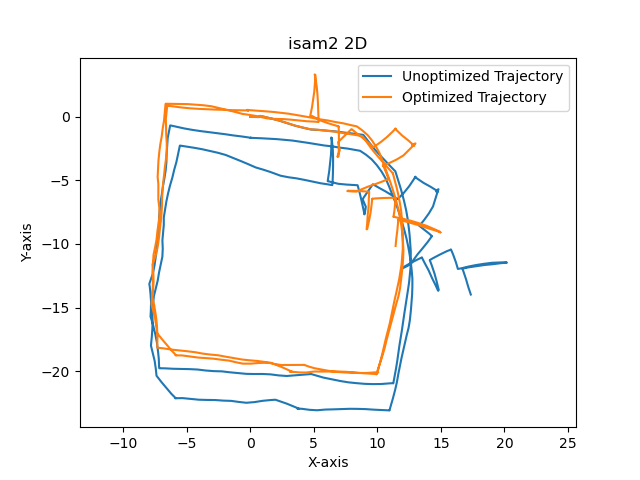 isam2 2D
Unoptimized Trajectory
Optimized Trajectory
Y-axis
0
−5
−10
−15
−20
−10
−5
0
5
10
15
20
25
X-axis